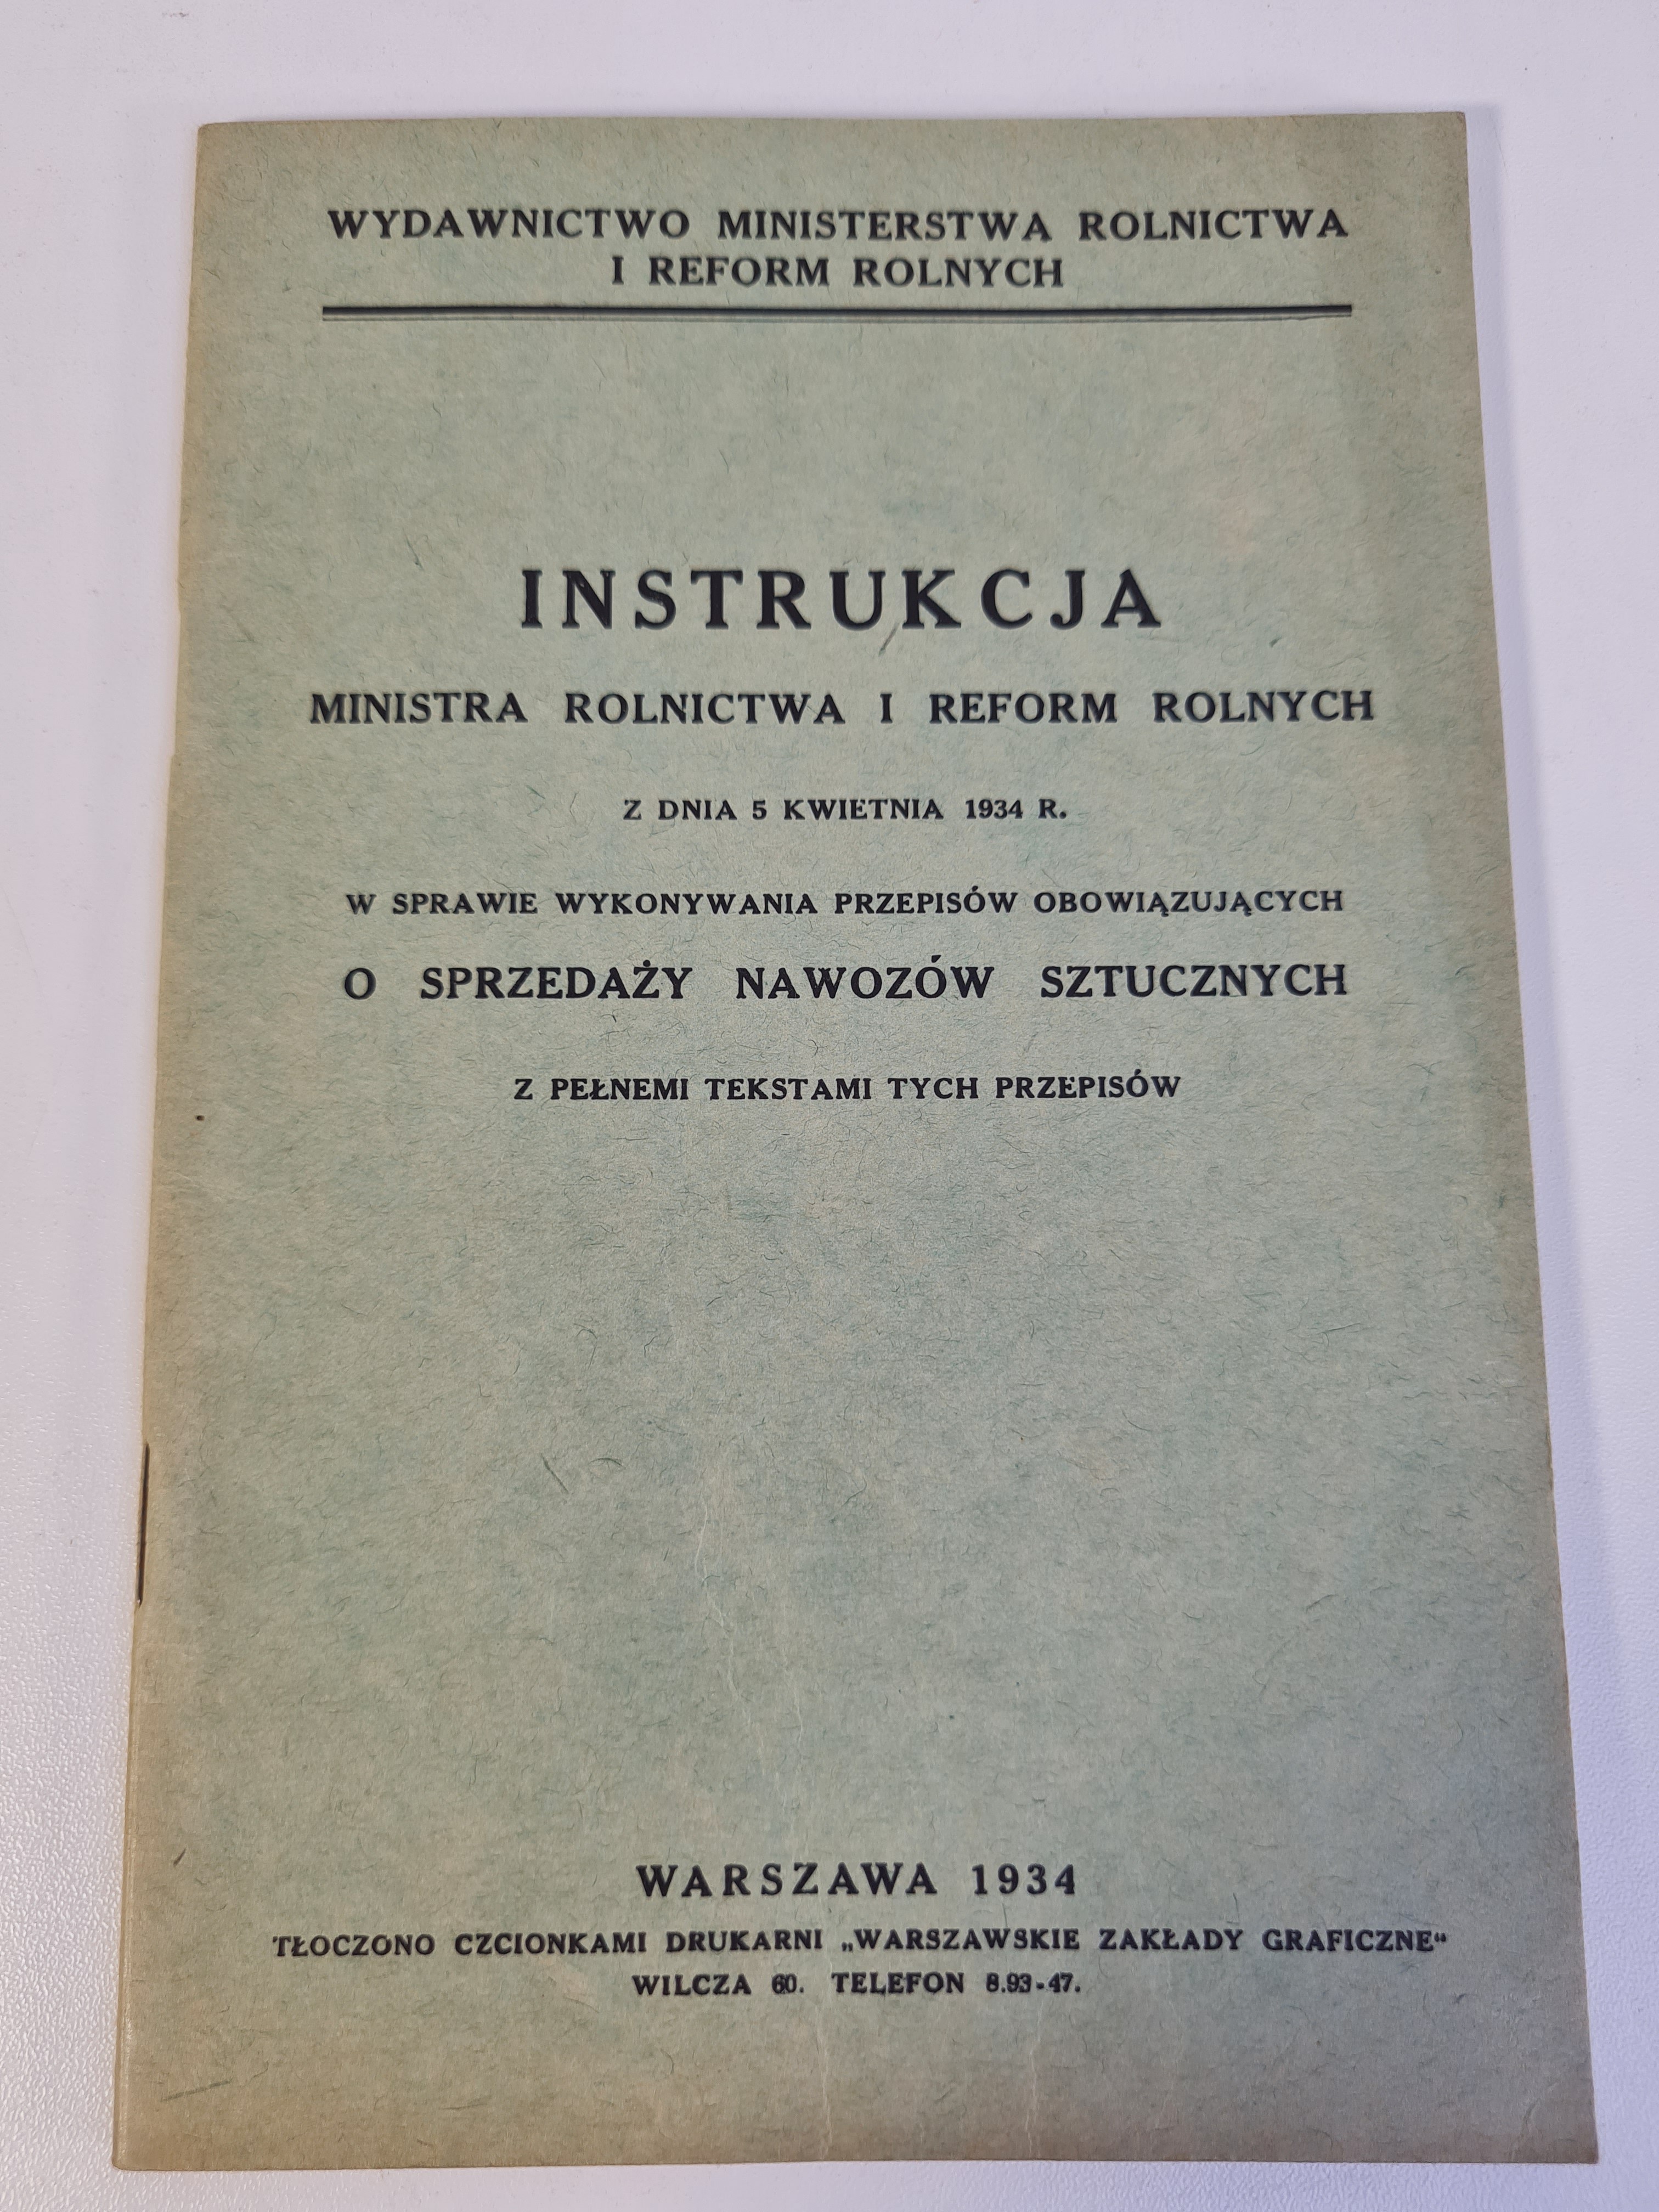 WYDAWNICTWO MINISTERSTWA ROLNICTWA
I REFORM ROLNYCH
INSTRUKCJA
MINISTRA ROLNICTWA I REFORM ROLNYCH
Z DNIA 5 KWIETNIA 1934 R.
W SPRAWIE WYKONYWANIA PRZEPISÓW OBOWIĄZUJĄCYCH
O SPRZEDAŻY NAWOZÓW SZTUCZNYCH
Z PEŁNEMI TEKSTAMI TYCH PRZEPISÓW
WARSZAWA 1934
TŁOCZONO CZCIONKAMI DRUKARNI „WARSZAWSKIE ZAKŁADY GRAFICZNE“
WILCZA 60. TELEFON 8.93-47.